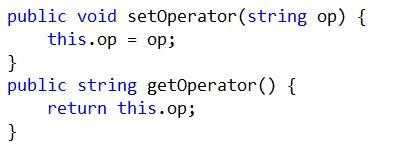 public void setOperator(string op) {
    this.op = op;
}
public string getOperator() {
    return this.op;
}